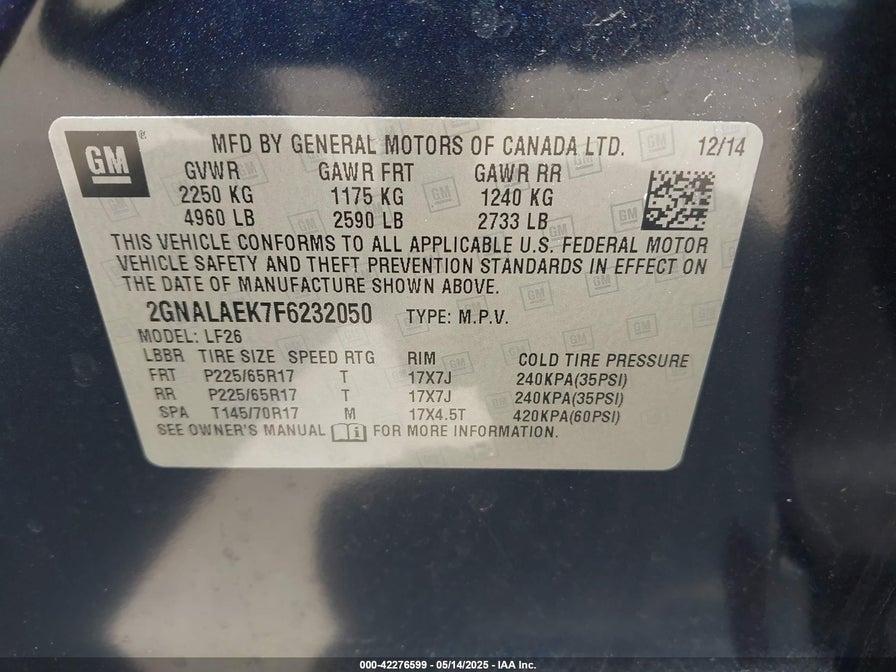 GM ®
MFD BY GENERAL MOTORS OF CANADA LTD. 12/14
GVWR GAWR FRT GAWR RR
2250 KG 1175 KG 1240 KG
4960 LB 2590 LB 2733 LB
THIS VEHICLE CONFORMS TO ALL APPLICABLE U.S. FEDERAL MOTOR
VEHICLE SAFETY AND THEFT PREVENTION STANDARDS IN EFFECT ON
THE DATE OF MANUFACTURE SHOWN ABOVE.
2GNALAEK7F6232050 TYPE: M.P.V.
MODEL: LF26
LBBR TIRE SIZE SPEED RTG RIM COLD TIRE PRESSURE
FRT P225/65R17 T 17X7J 240KPA(35PSI)
RR P225/65R17 T 17X7J 240KPA(35PSI)
SPA T145/70R17 M 17X4.5T 420KPA(60PSI)
SEE OWNER'S MANUAL i FOR MORE INFORMATION.
000-42276599 - 05/14/2025 - IAA Inc.